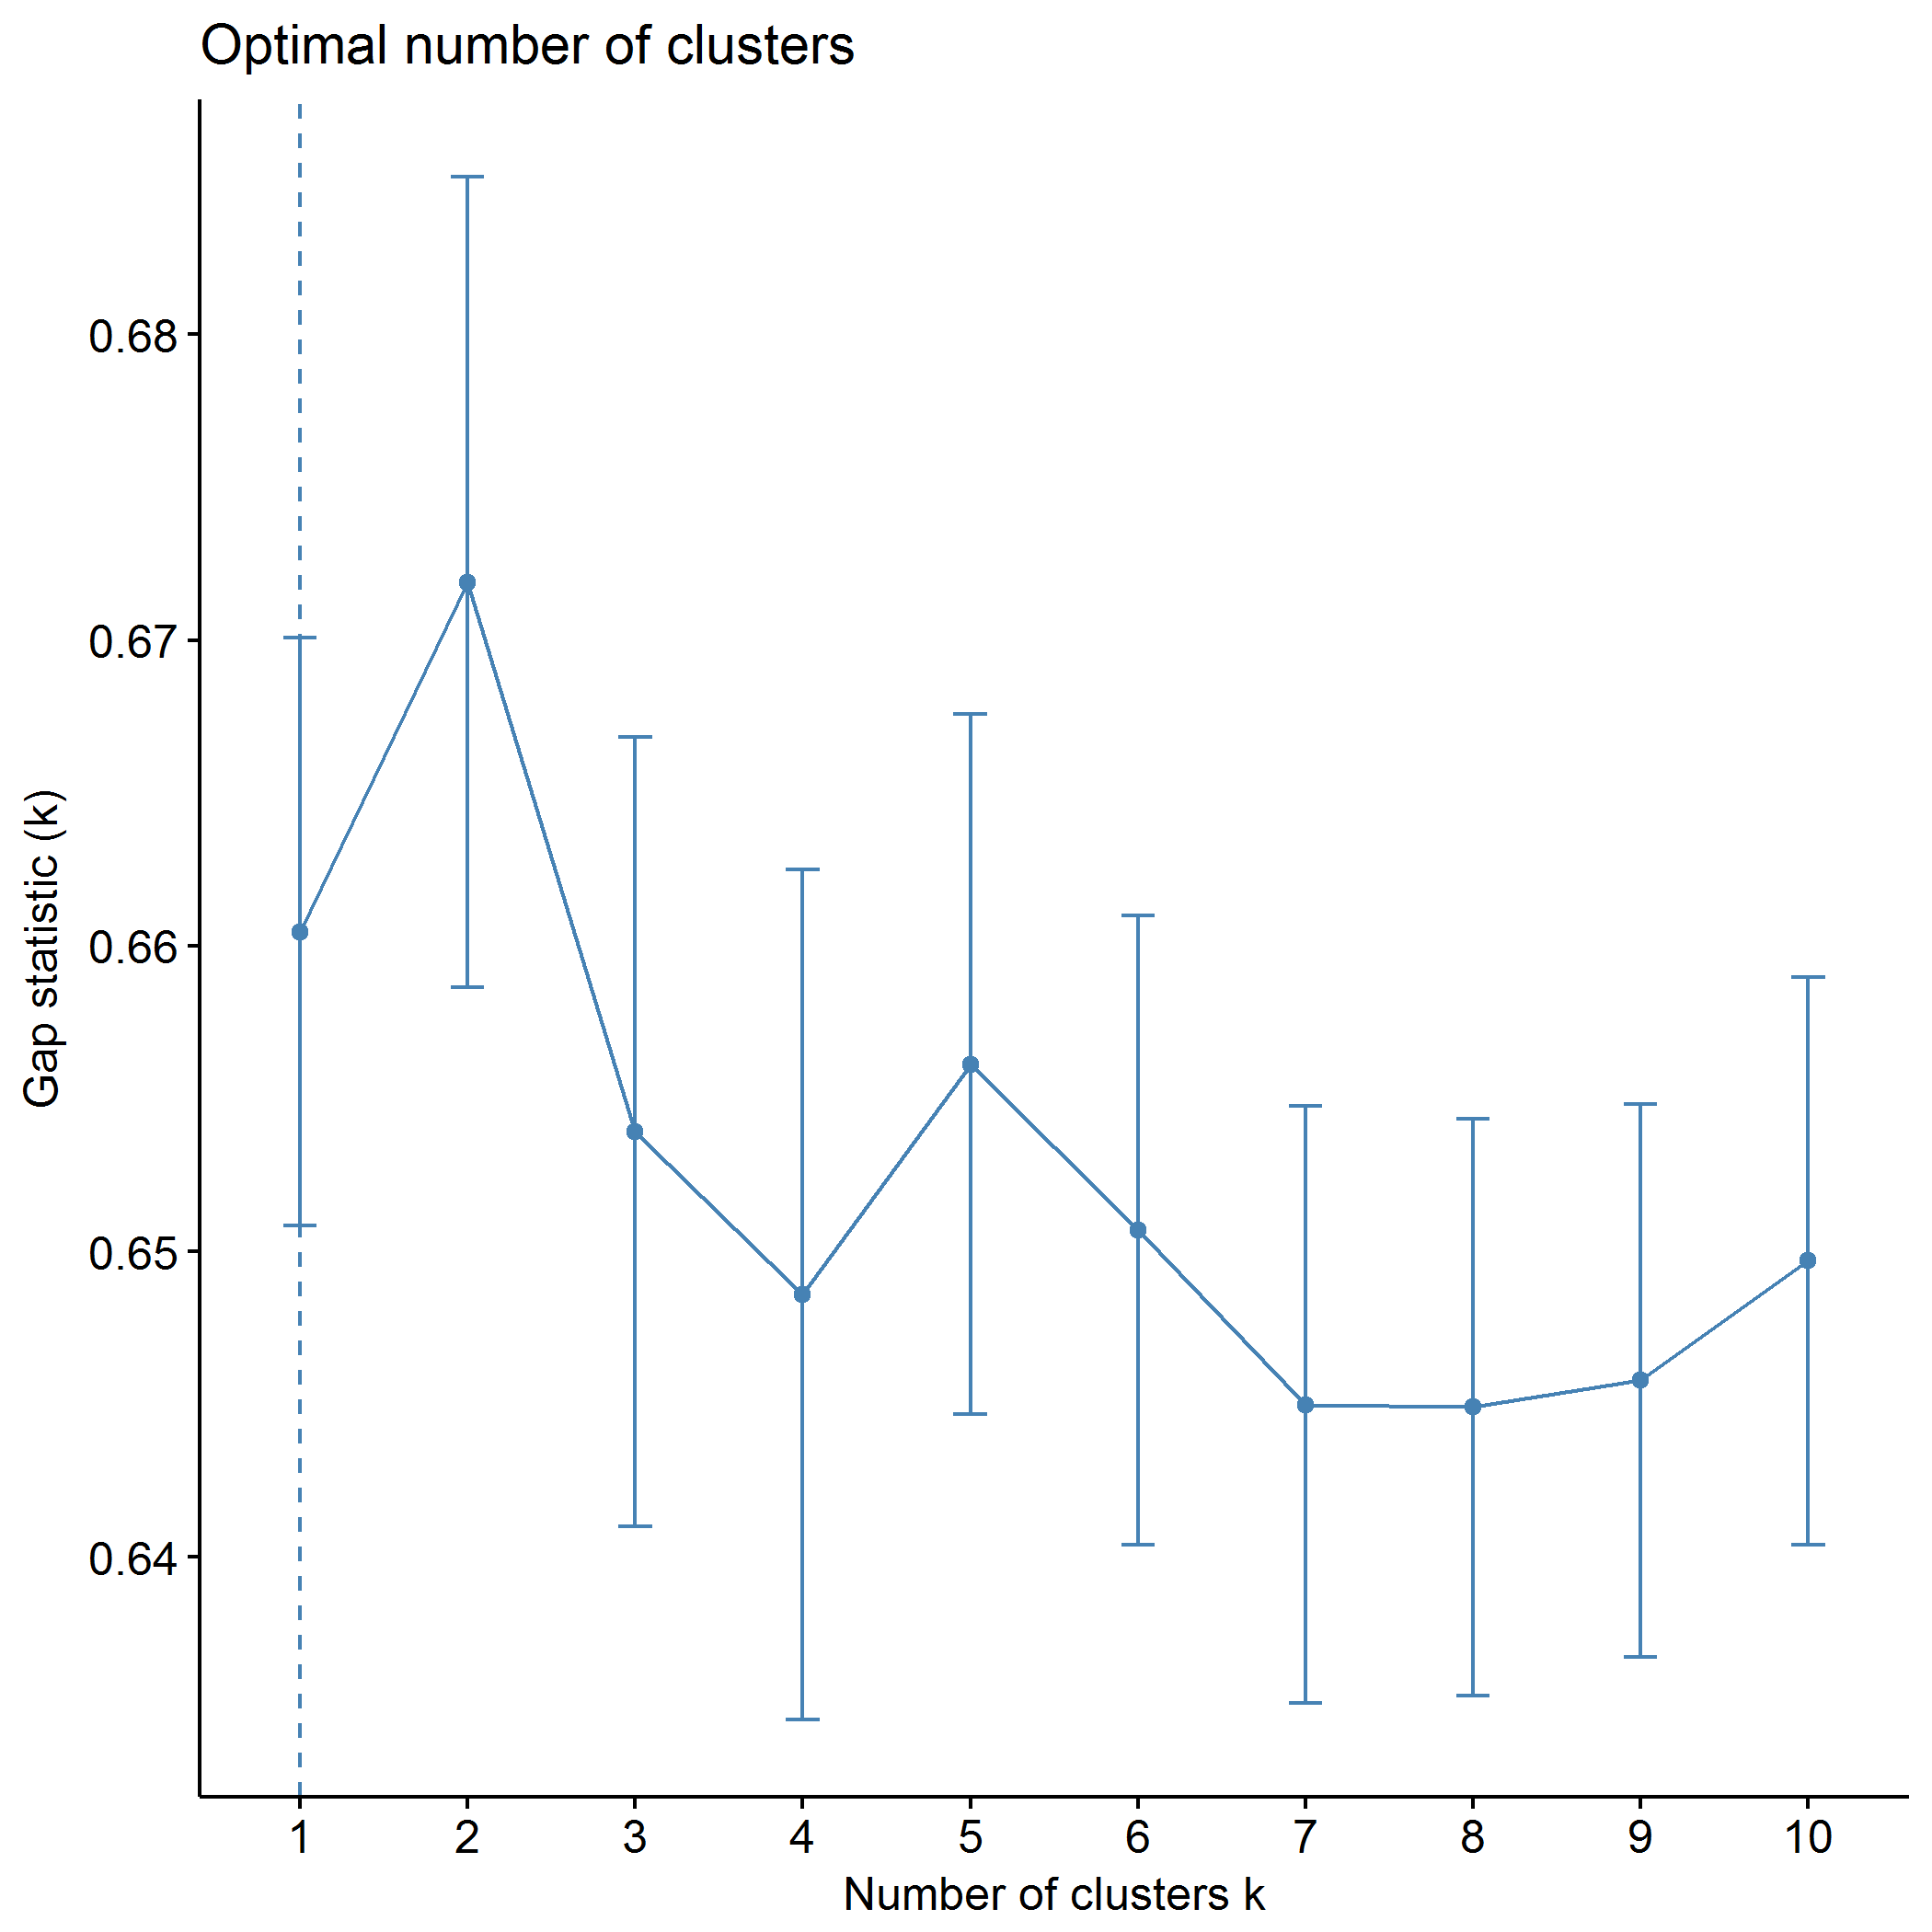 Optimal number of clusters
Gap statistic (k)
0.68
0.67
0.66
0.65
0.64
1 2 3 4 5 6 7 8 9 10
Number of clusters k